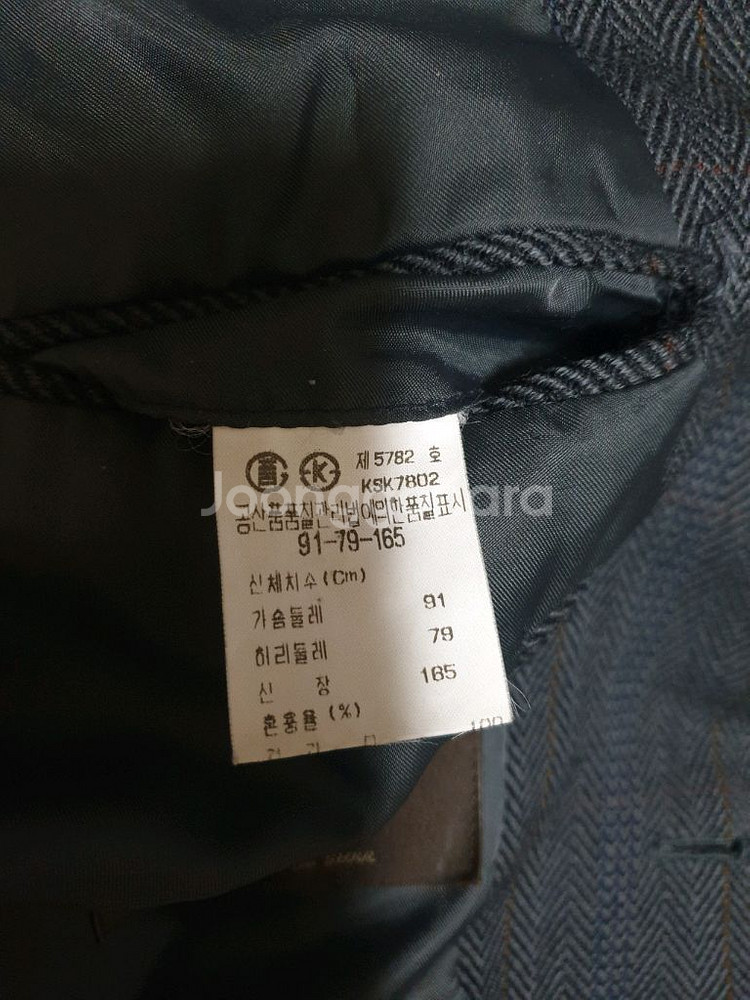 제 5782 호
KSK7802
Joongonara
공산품품질관리법에의한품질표시
91-79-165
신체치수(Cm)
가슴둘레 91
허리둘레 79
신 장 165
혼용율 (%)
100